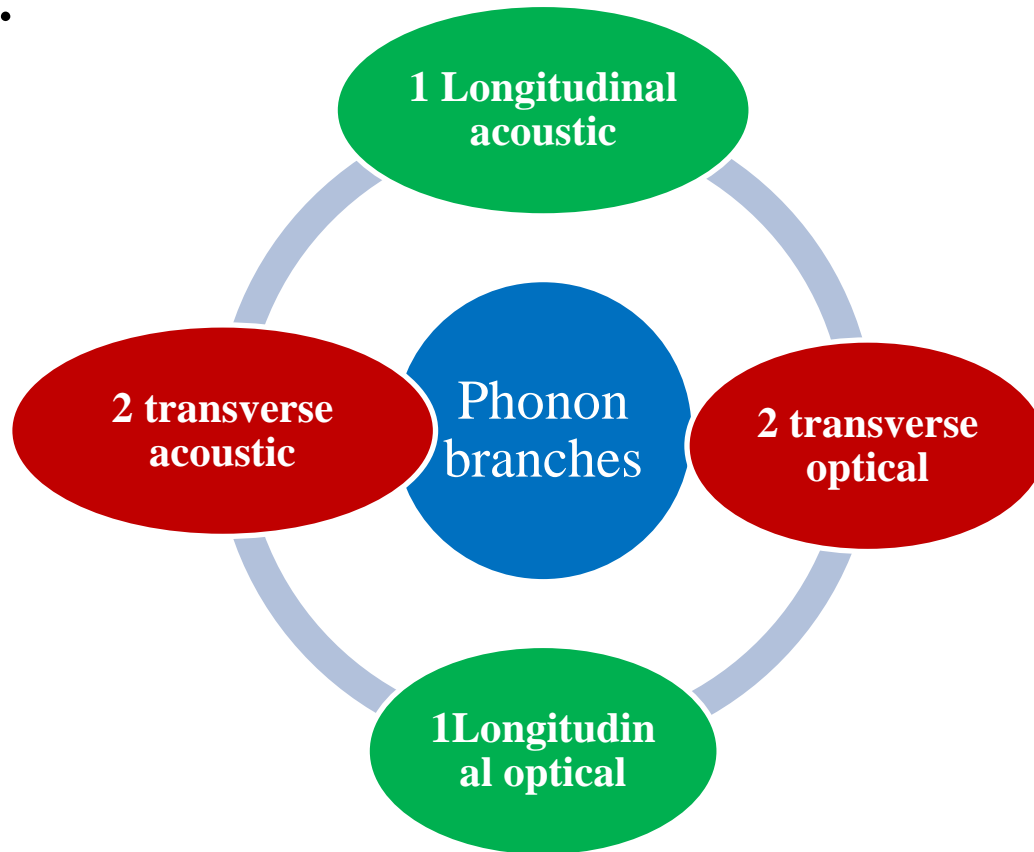 •
1 Longitudinal
acoustic
2 transverse
acoustic
Phonon
branches
2 transverse
optical
1Longitudin
al optical